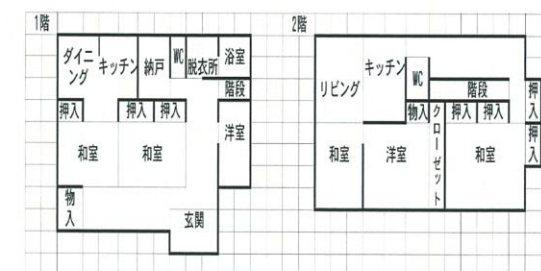 1階
ダイニング
キッチン
納戸
WC
脱衣所
浴室
階段
押入
押入
押入
洋室
和室
和室
物入
玄関
2階
リビング
キッチン
WC
階段
押入
物入
クローゼット
押入
押入
押入
和室
洋室
和室